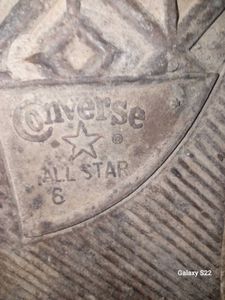 Converse
®
ALL STAR
6
Galaxy S22